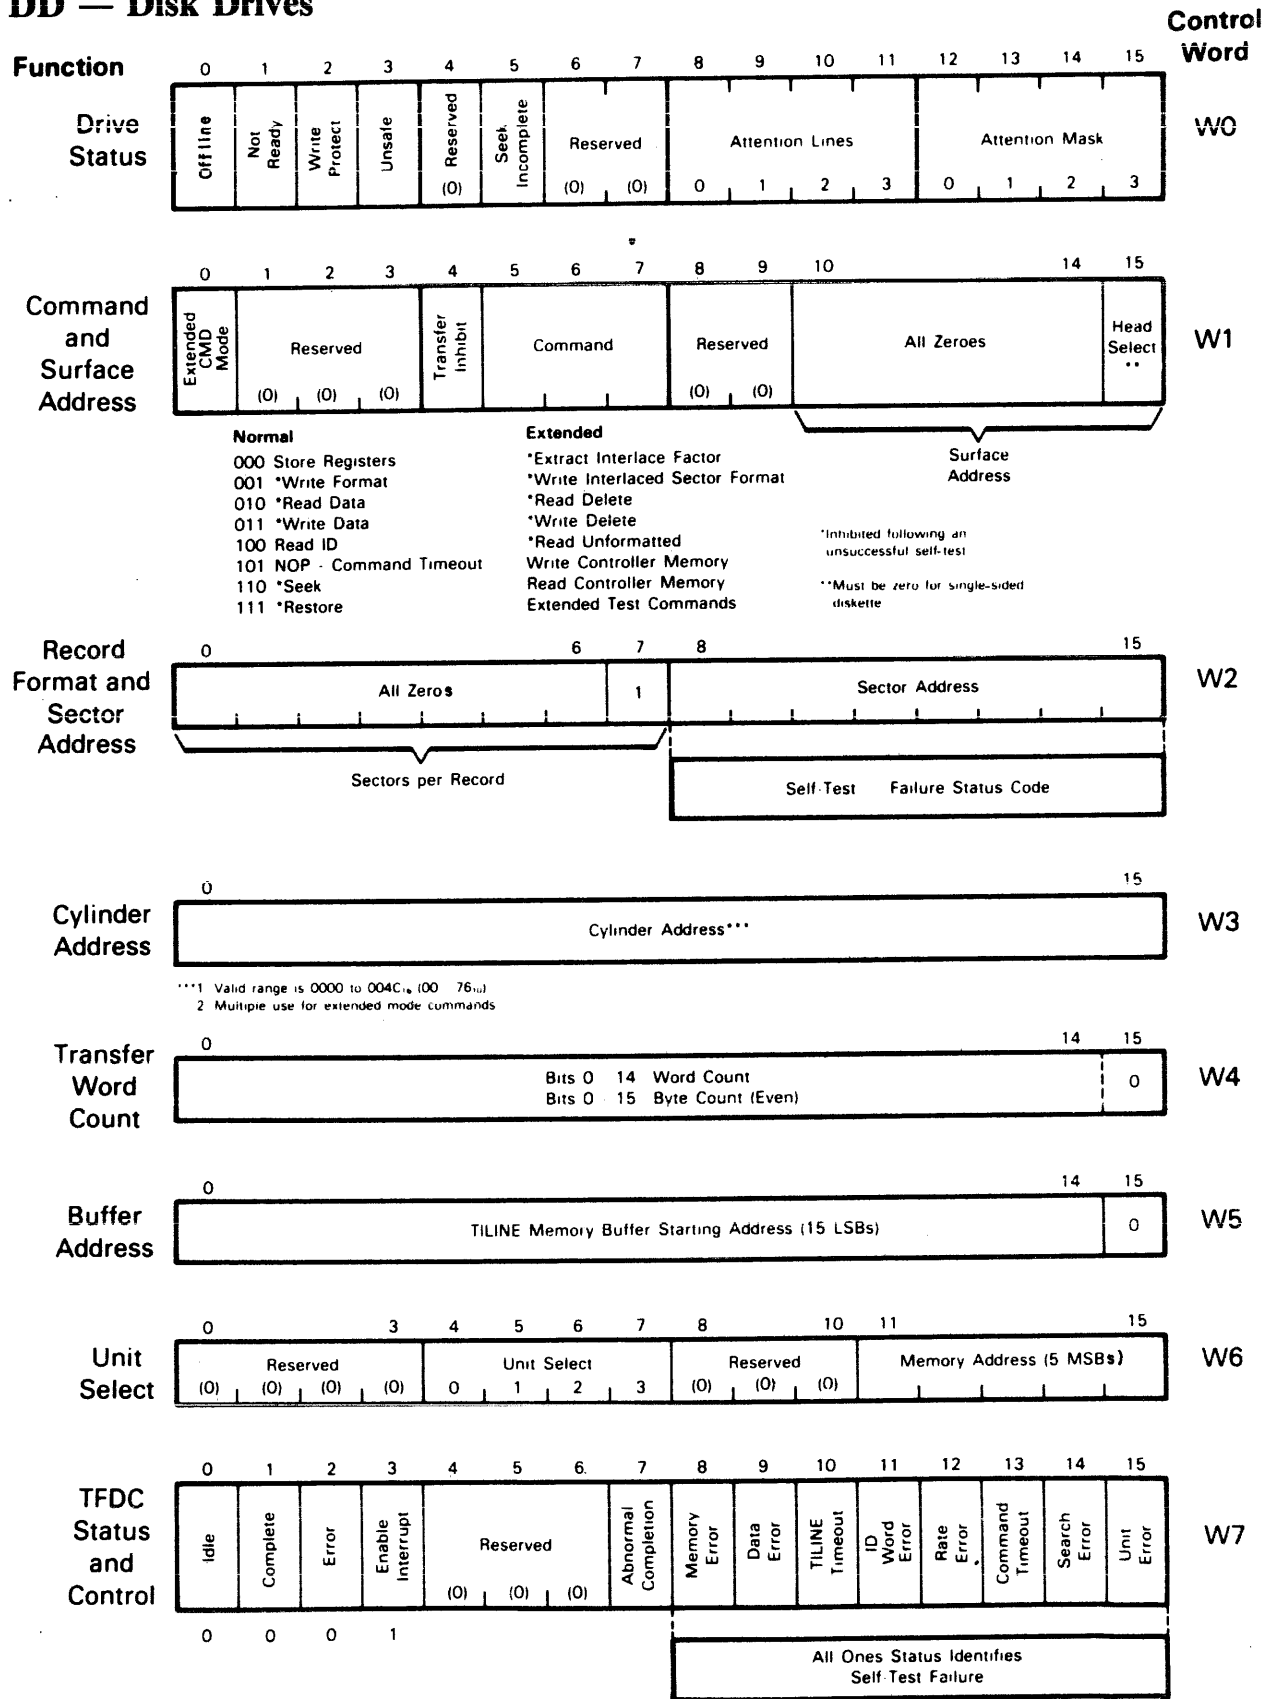 DD — Disk Drives
Control
Word
Function
0 1 2 3 4 5 6 7 8 9 10 11 12 13 14 15
Drive
Status
Offline
Not
Ready
Write
Protect
Unsafe
Reserved
(0)
Seek
Incomplete
Reserved
(0) (0)
Attention Lines
0 1 2 3
Attention Mask
0 1 2 3
W0
0 1 2 3 4 5 6 7 8 9 10 14 15
Command
and
Surface
Address
Extended
CMD
Mode
Reserved
(0) (0) (0)
Transfer
Inhibit
Command
Reserved
(0) (0)
All Zeroes
Head
Select
**
W1
Surface
Address
Normal
000 Store Registers
001 *Write Format
010 *Read Data
011 *Write Data
100 Read ID
101 NOP - Command Timeout
110 *Seek
111 *Restore
Extended
*Extract Interlace Factor
*Write Interlaced Sector Format
*Read Delete
*Write Delete
*Read Unformatted
Write Controller Memory
Read Controller Memory
Extended Test Commands
*Inhibited following an
unsuccessful self-test
**Must be zero for single-sided
diskette
0 6 7 8 15
Record
Format and
Sector
Address
All Zeros
1
Sector Address
W2
Sectors per Record
Self-Test Failure Status Code
0 15
Cylinder
Address
Cylinder Address***
W3
***1 Valid range is 0000 to 004C₁₆ (00 76₁₀)
2 Multiple use for extended mode commands
0 14 15
Transfer
Word
Count
Bits 0 14 Word Count
Bits 0 - 15 Byte Count (Even)
0
W4
0 14 15
Buffer
Address
TILINE Memory Buffer Starting Address (15 LSBs)
0
W5
0 3 4 5 6 7 8 10 11 15
Unit
Select
Reserved
(0) (0) (0) (0)
Unit Select
0 1 2 3
Reserved
(0) (0) (0)
Memory Address (5 MSBs)
W6
0 1 2 3 4 5 6. 7 8 9 10 11 12 13 14 15
TFDC
Status
and
Control
Idle
Complete
Error
Enable
Interrupt
Reserved
(0) (0) (0)
Abnormal
Completion
Memory
Error
Data
Error
TILINE
Timeout
ID
Word
Error
Rate
Error
Command
Timeout
Search
Error
Unit
Error
W7
0 0 0 1
All Ones Status Identifies
Self-Test Failure